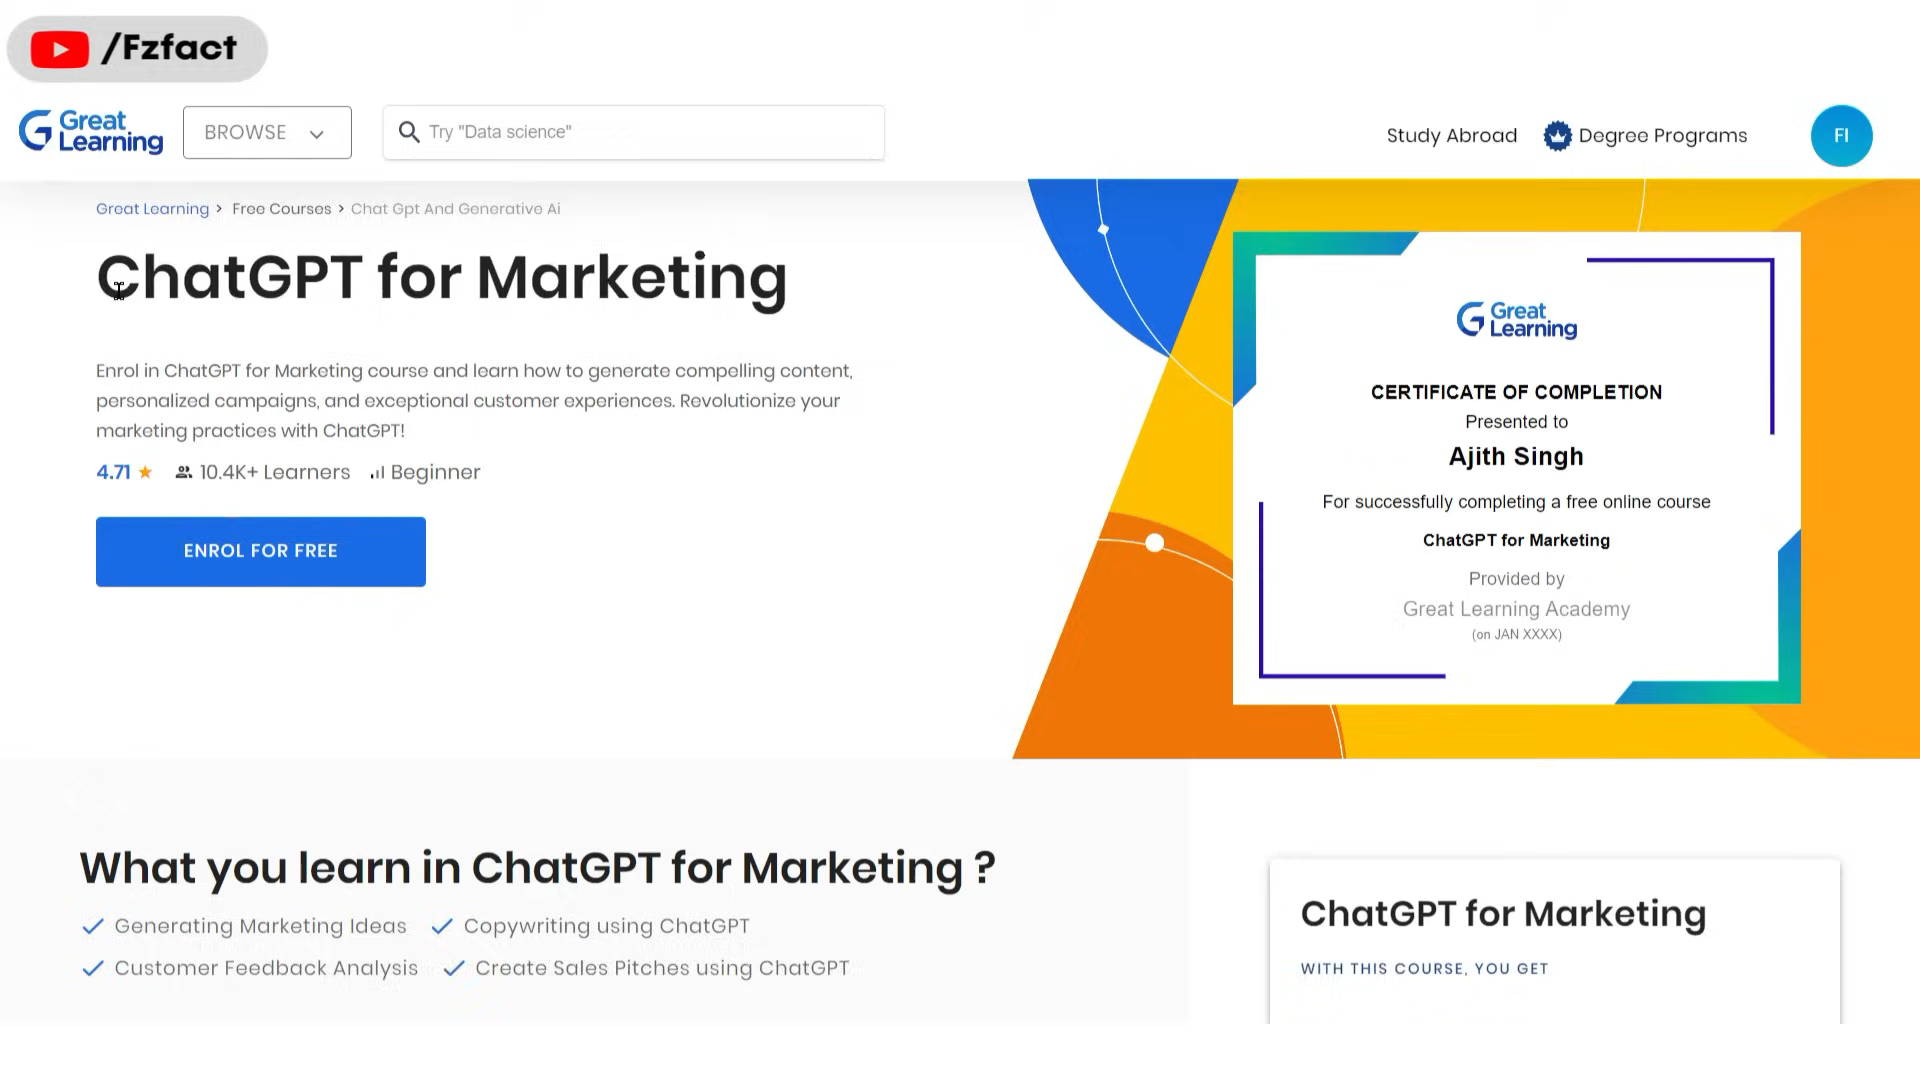 /Fzfact
Great Learning
BROWSE
Try "Data science"
Study Abroad
Degree Programs
FI
Great Learning > Free Courses > Chat Gpt And Generative Ai
ChatGPT for Marketing
Enrol in ChatGPT for Marketing course and learn how to generate compelling content,
personalized campaigns, and exceptional customer experiences. Revolutionize your
marketing practices with ChatGPT!
4.71 ★ 10.4K+ Learners Beginner
ENROL FOR FREE
Great
Learning
CERTIFICATE OF COMPLETION
Presented to
Ajith Singh
For successfully completing a free online course
ChatGPT for Marketing
Provided by
Great Learning Academy
(on JAN XXXX)
What you learn in ChatGPT for Marketing ?
Generating Marketing Ideas
Copywriting using ChatGPT
Customer Feedback Analysis
Create Sales Pitches using ChatGPT
ChatGPT for Marketing
WITH THIS COURSE, YOU GET